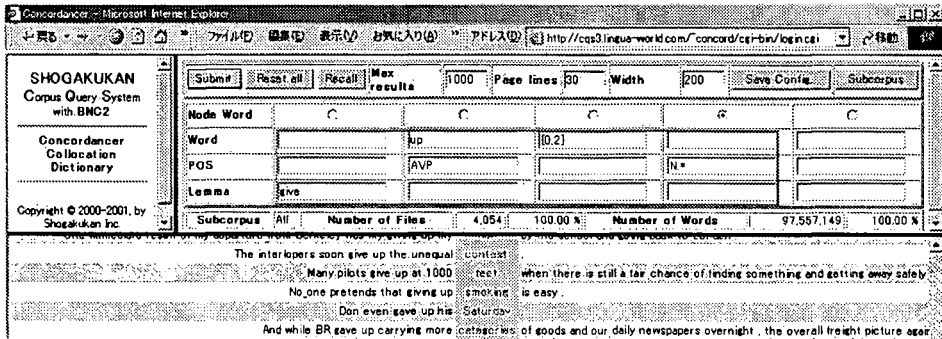 Concordancer - Microsoft Internet Explorer
戻る ファイル(F) 編集(E) 表示(V) お気に入り(A) » アドレス(D) http://cqs3.lingua-world.com/~concord/cgi-bin/login.cgi 移動
SHOGAKUKAN
Corpus Query System
with BNC2
Concordancer
Collocation
Dictionary
Copyright © 2000-2001, by
Shogakukan Inc.
Submit Reset all Recall Max results 1000 Page lines 30 Width 200 Save Config. Subcorpus
Node Word
Word up {0,2}
POS AVP N.*
Lemma give
Subcorpus All Number of Files 4,054 100.00 % Number of Words 97,557,149 100.00 %
The interlopers soon give up the unequal contest .
Many pilots give up at 1000 feet when there is still a fair chance of finding something and getting away safely
No one pretends that giving up smoking is easy .
Don even gave up his Saturday
And while BR gave up carrying more categories of goods and our daily newspapers overnight , the overall freight picture again